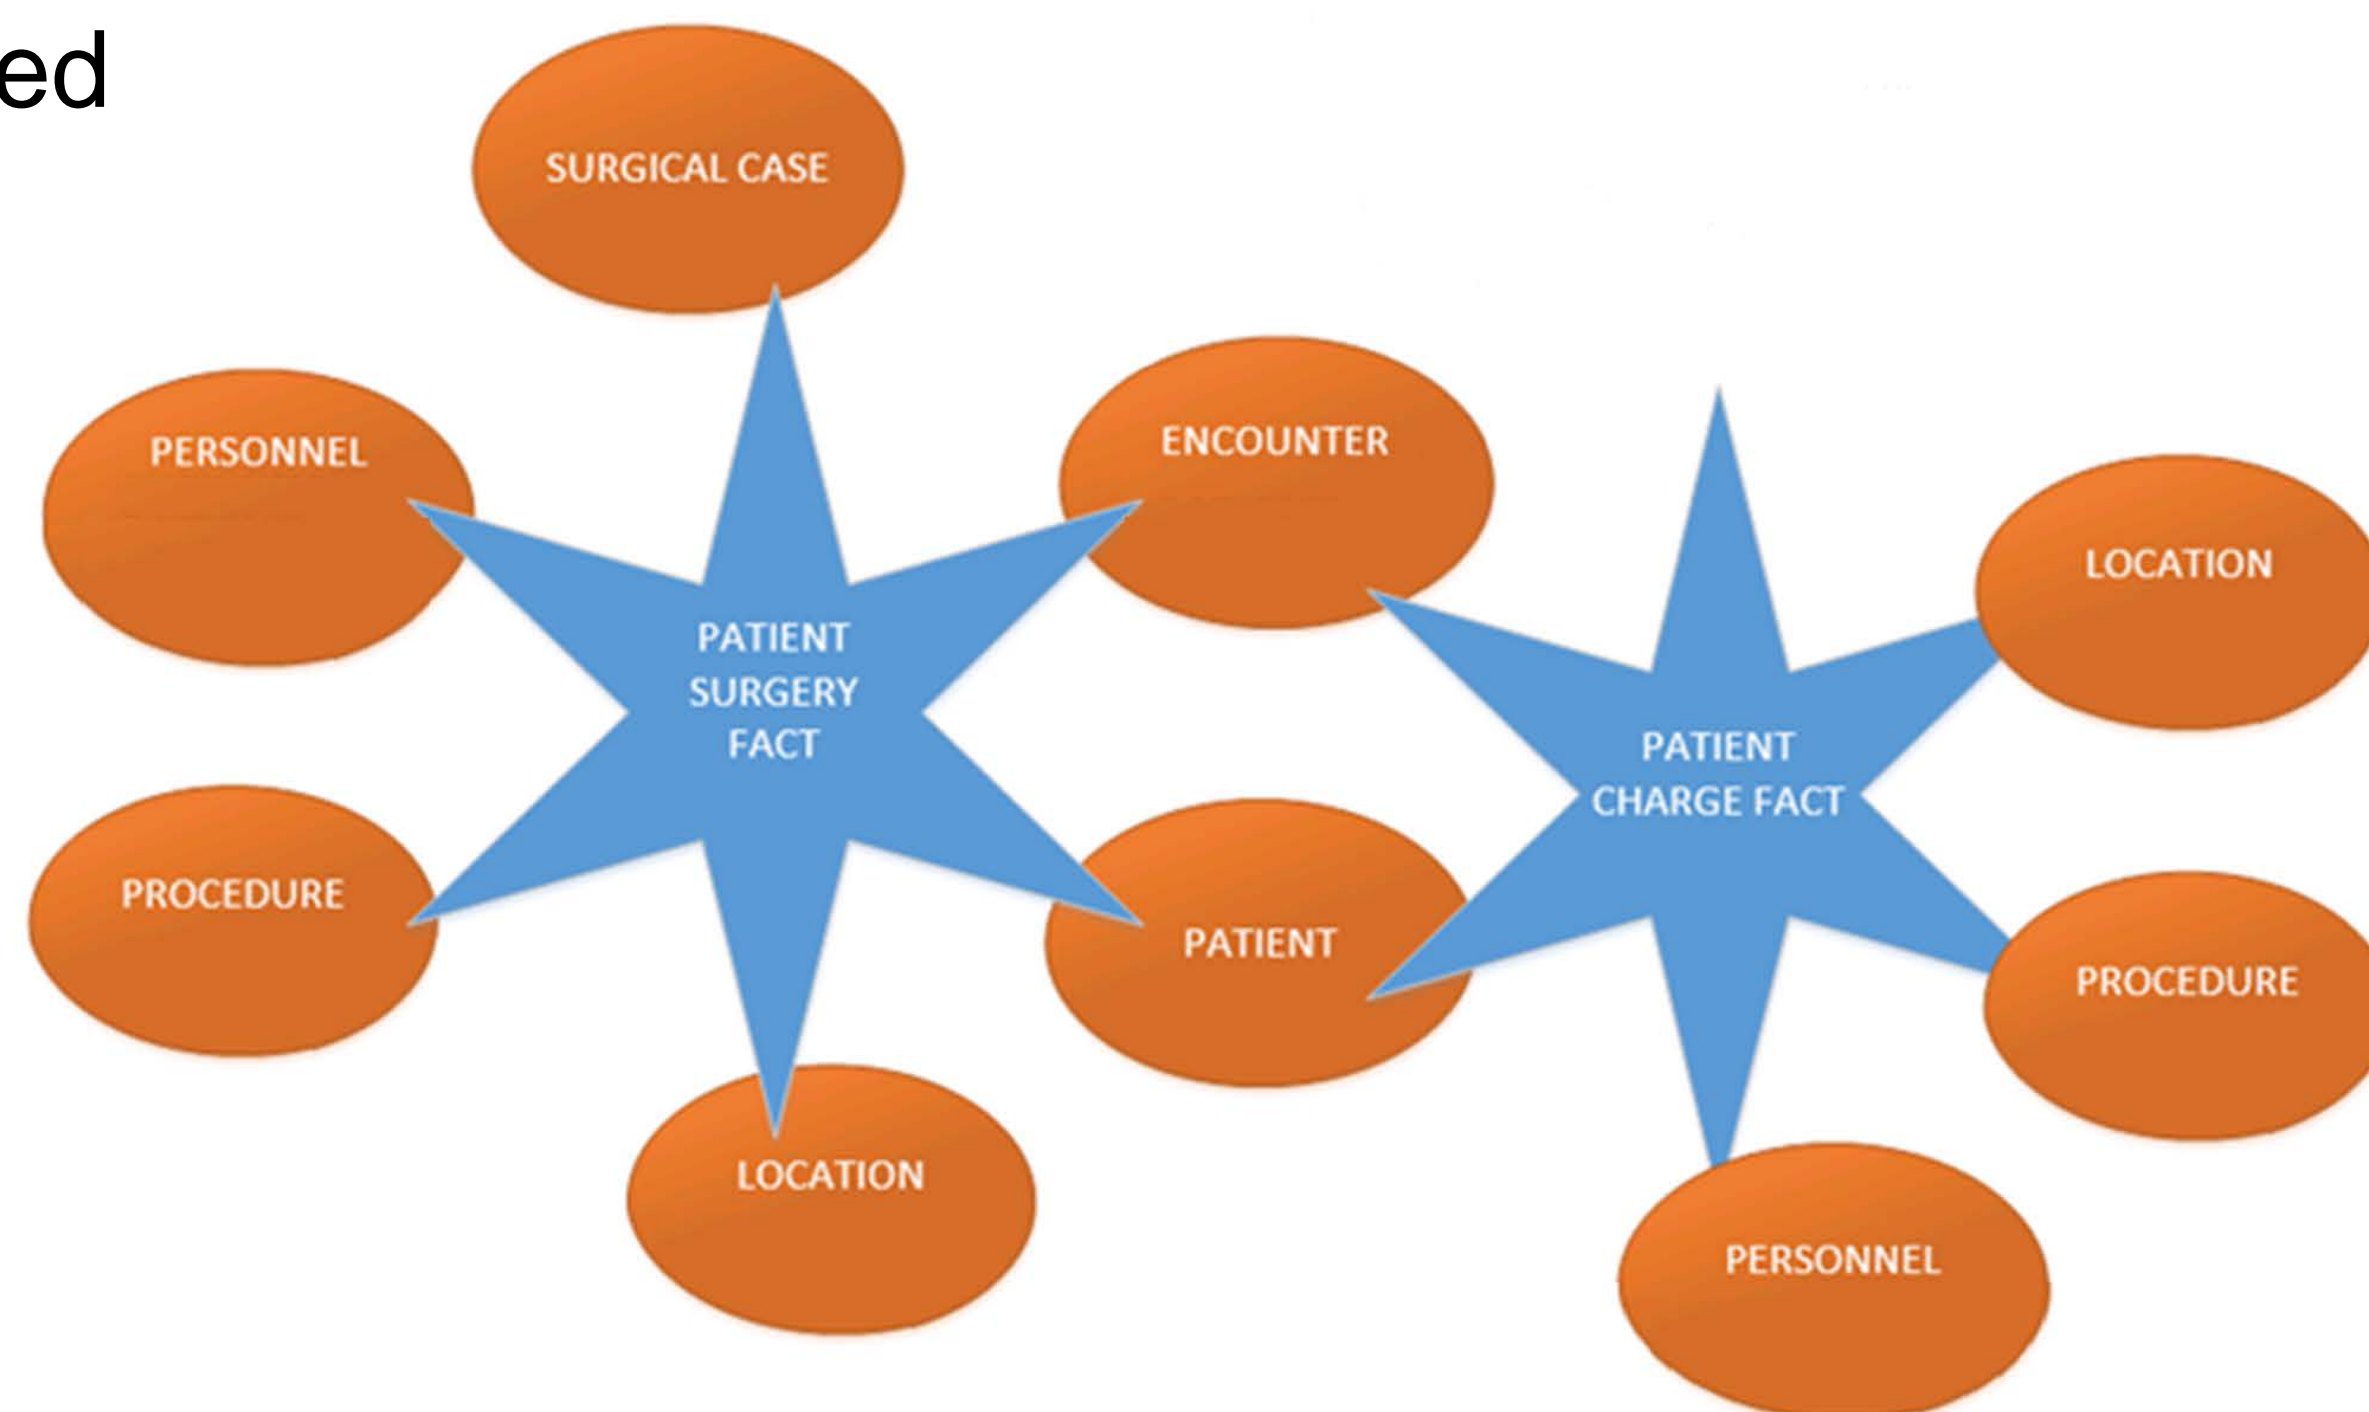 ed
SURGICAL CASE
PERSONNEL
ENCOUNTER
LOCATION
PATIENT
SURGERY
FACT
PATIENT
CHARGE FACT
PROCEDURE
PATIENT
PROCEDURE
LOCATION
PERSONNEL